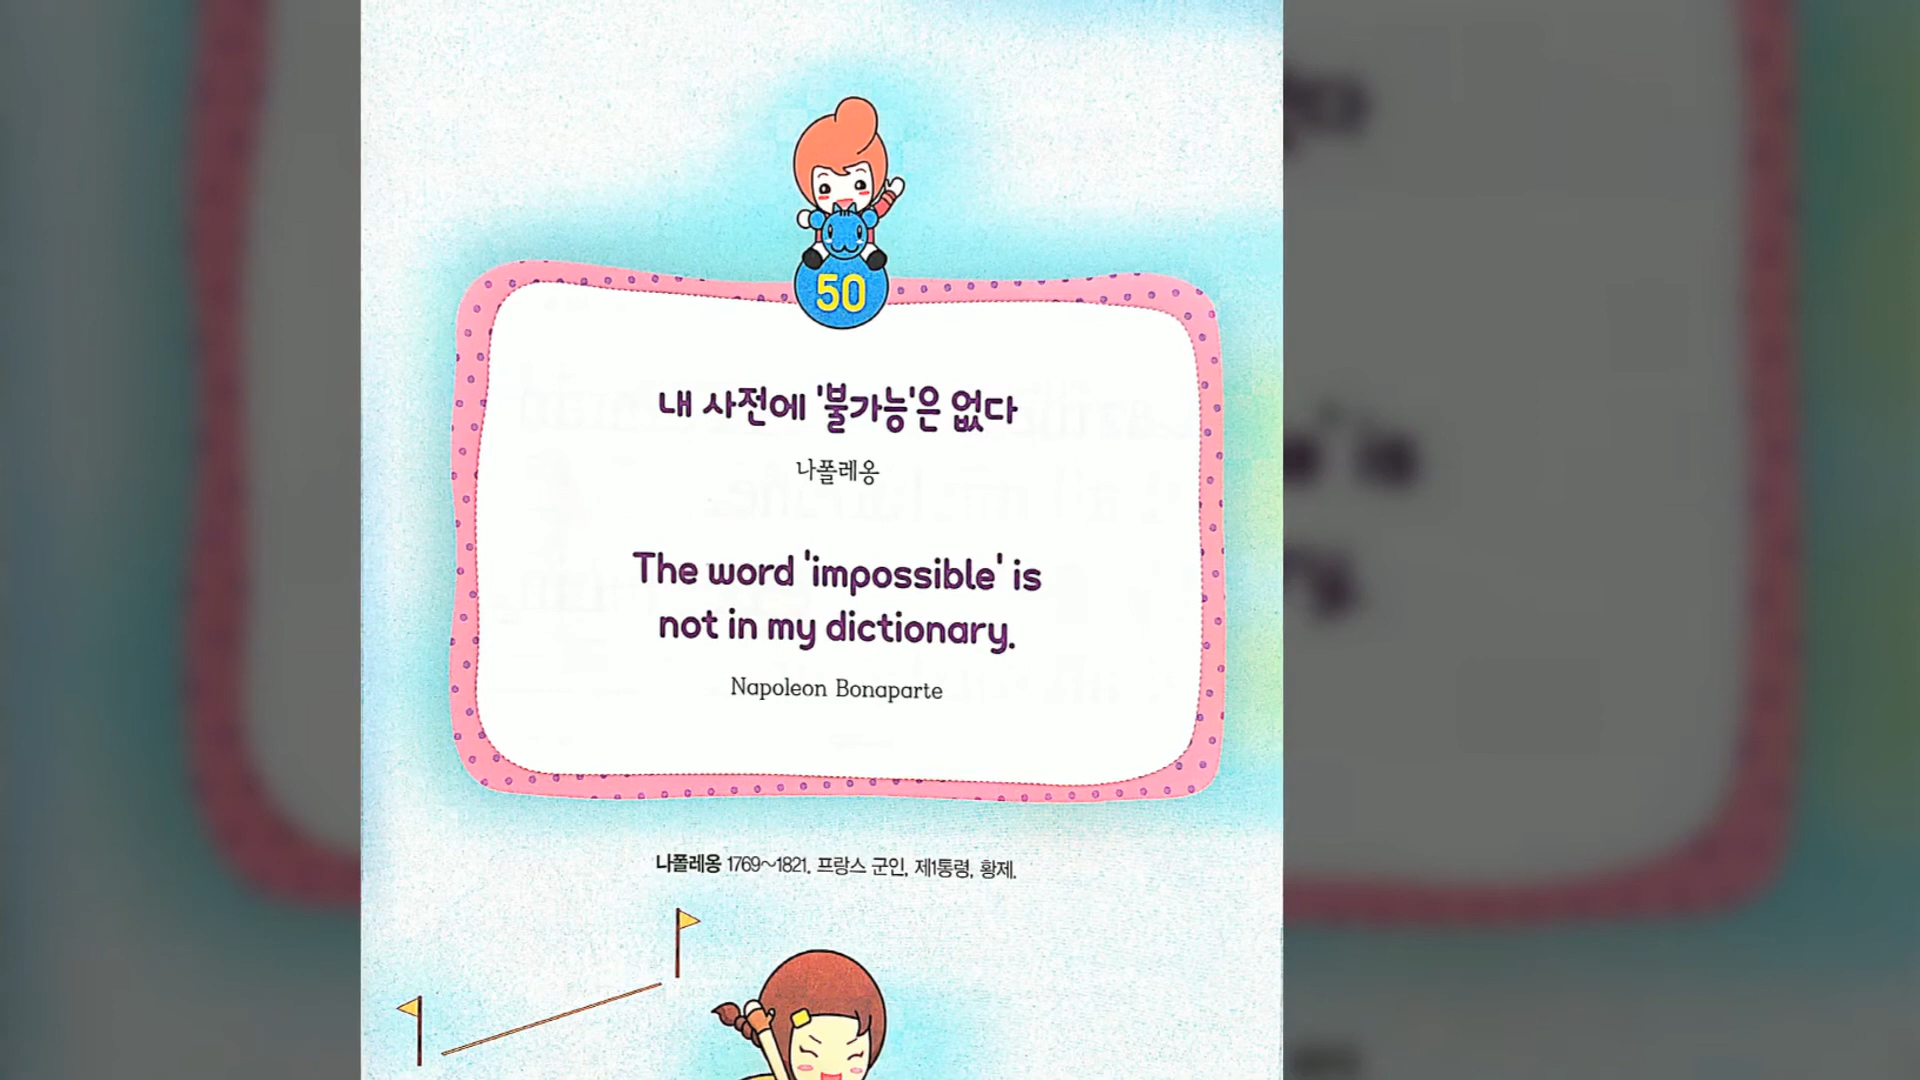 50
내 사전에 '불가능'은 없다
나폴레옹
The word 'impossible' is
not in my dictionary.
Napoleon Bonaparte
나폴레옹 1769~1821. 프랑스 군인, 제1통령, 황제.